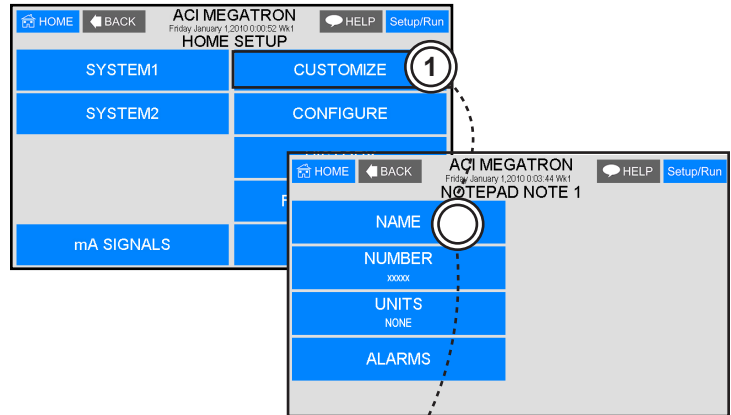 HOME BACK ACI MEGATRON HELP Setup/Run
Friday January 1,2010 0:00:52 Wk1
HOME SETUP
SYSTEM1 CUSTOMIZE 1
SYSTEM2 CONFIGURE
mA SIGNALS
HOME BACK ACI MEGATRON HELP Setup/Run
Friday January 1,2010 0:03:44 Wk1
NOTEPAD NOTE 1
NAME
NUMBER
xxxxx
UNITS
NONE
ALARMS